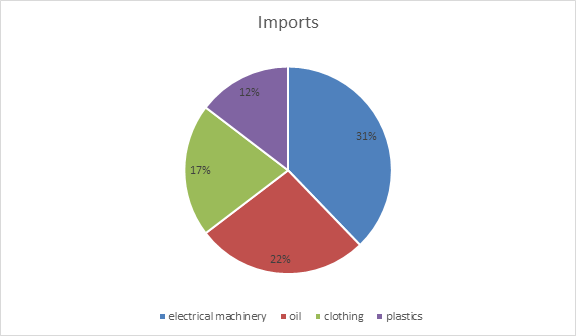 Imports
12%
31%
17%
22%
electrical machinery oil clothing plastics